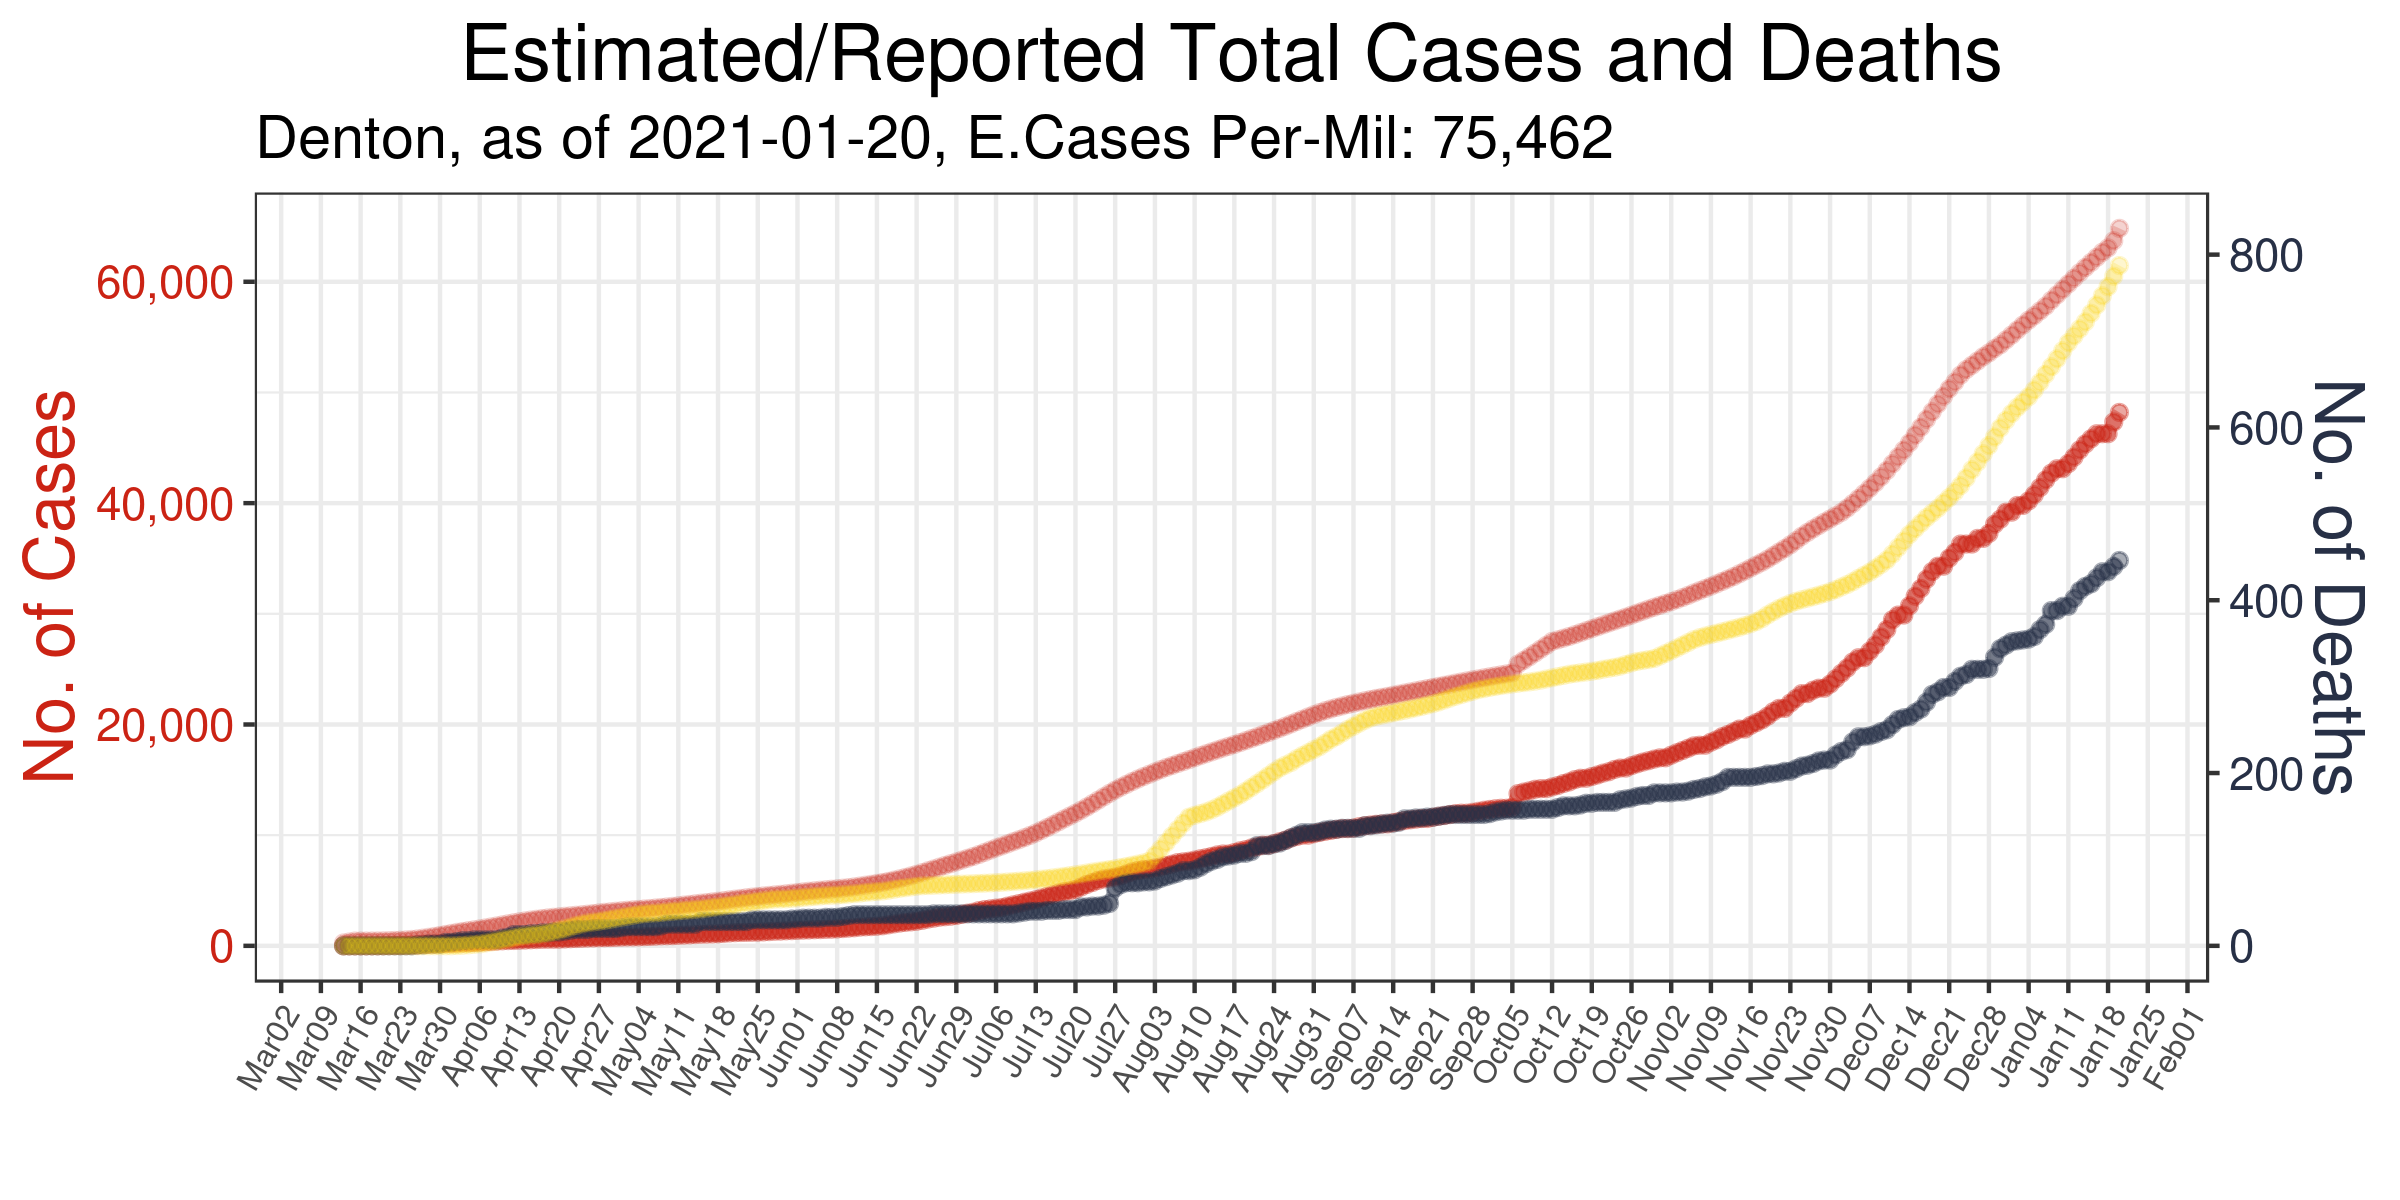 Estimated/Reported Total Cases and Deaths
Denton, as of 2021-01-20, E.Cases Per-Mil: 75,462
No. of Cases
60,000
40,000
20,000
0
800
600
400
200
0
No. of Deaths
Mar02 Mar09 Mar16 Mar23 Mar30 Apr06 Apr13 Apr20 Apr27 May04 May11 May18 May25 Jun01 Jun08 Jun15 Jun22 Jun29 Jul06 Jul13 Jul20 Jul27 Aug03 Aug10 Aug17 Aug24 Aug31 Sep07 Sep14 Sep21 Sep28 Oct05 Oct12 Oct19 Oct26 Nov02 Nov09 Nov16 Nov23 Nov30 Dec07 Dec14 Dec21 Dec28 Jan04 Jan11 Jan18 Jan25 Feb01